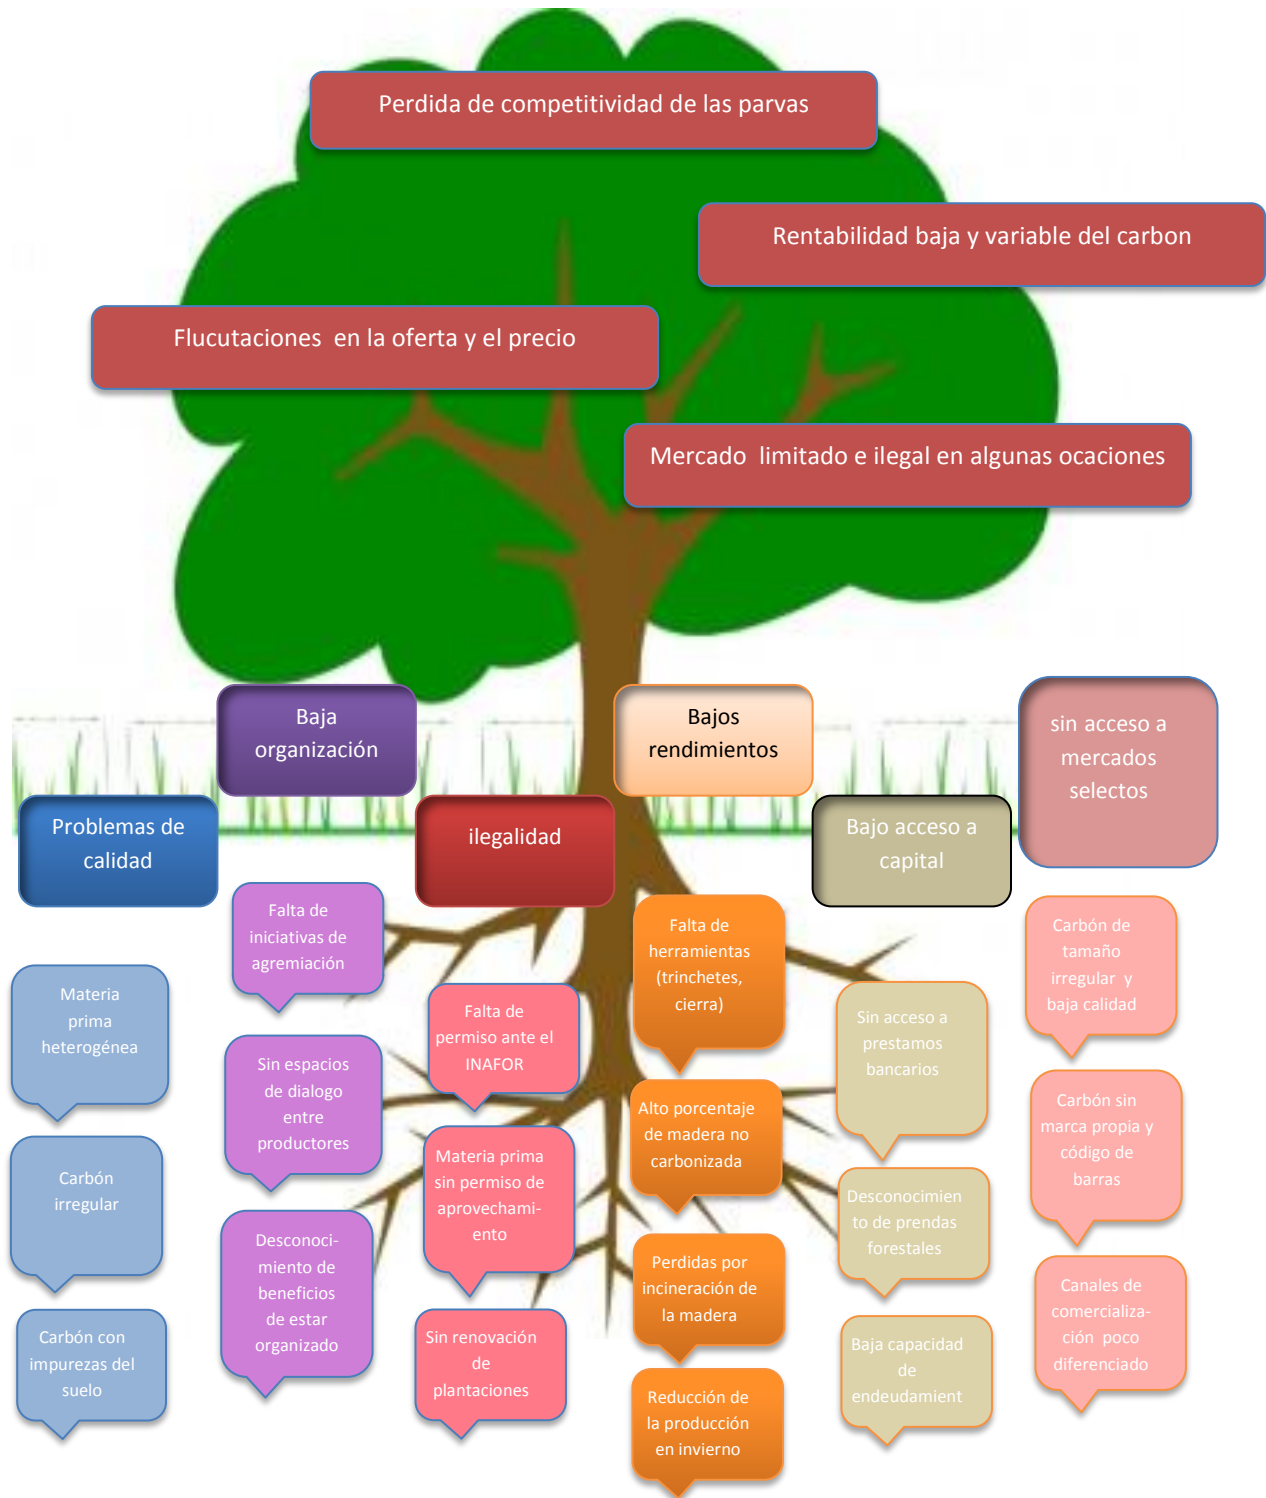 Perdida de competitividad de las parvas
Rentabilidad baja y variable del carbon
Flucutaciones en la oferta y el precio
Mercado limitado e ilegal en algunas ocaciones
Baja
organización
Bajos
rendimientos
sin acceso a
mercados
selectos
Problemas de
calidad
ilegalidad
Bajo acceso a
capital
Materia
prima
heterogénea
Carbón
irregular
Carbón con
impurezas del
suelo
Falta de
iniciativas de
agremiación
Sin espacios
de dialogo
entre
productores
Desconoci-
miento de
beneficios
de estar
organizado
Falta de
permiso ante el
INAFOR
Materia prima
sin permiso de
aprovechami-
ento
Sin renovación
de
plantaciones
Falta de
herramientas
(trinchetes,
cierra)
Alto porcentaje
de madera no
carbonizada
Perdidas por
incineración de
la madera
Reducción de
la producción
en invierno
Sin acceso a
prestamos
bancarios
Desconocimien
to de prendas
forestales
Baja capacidad
de
endeudamient
Carbón de
tamaño
irregular y
baja calidad
Carbón sin
marca propia y
código de
barras
Canales de
comercializa-
ción poco
diferenciado